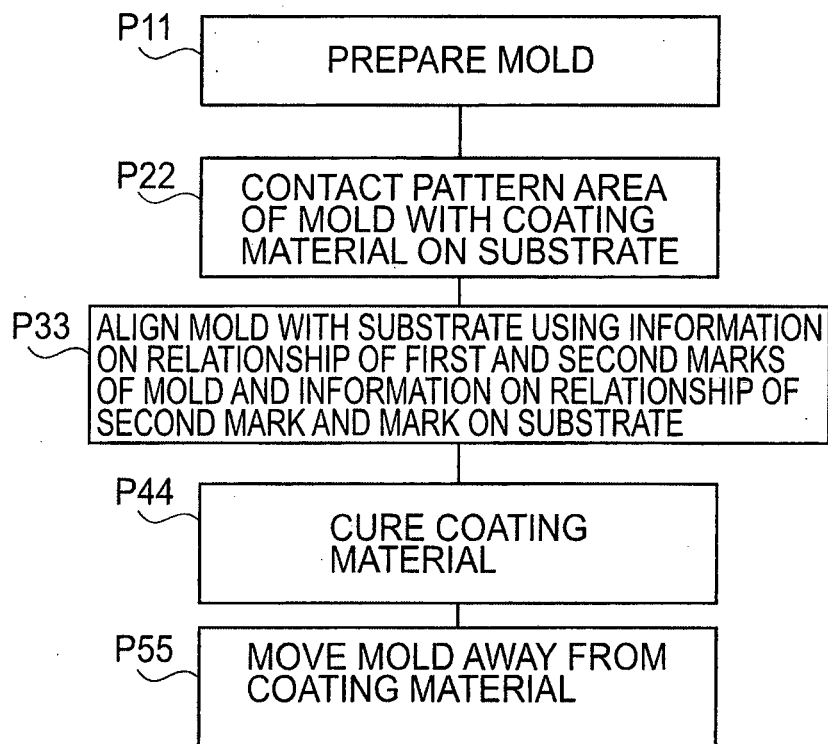 P11
PREPARE MOLD
P22
CONTACT PATTERN AREA
OF MOLD WITH COATING
MATERIAL ON SUBSTRATE
P33
ALIGN MOLD WITH SUBSTRATE USING INFORMATION
ON RELATIONSHIP OF FIRST AND SECOND MARKS
OF MOLD AND INFORMATION ON RELATIONSHIP OF
SECOND MARK AND MARK ON SUBSTRATE
P44
CURE COATING
MATERIAL
P55
MOVE MOLD AWAY FROM
COATING MATERIAL